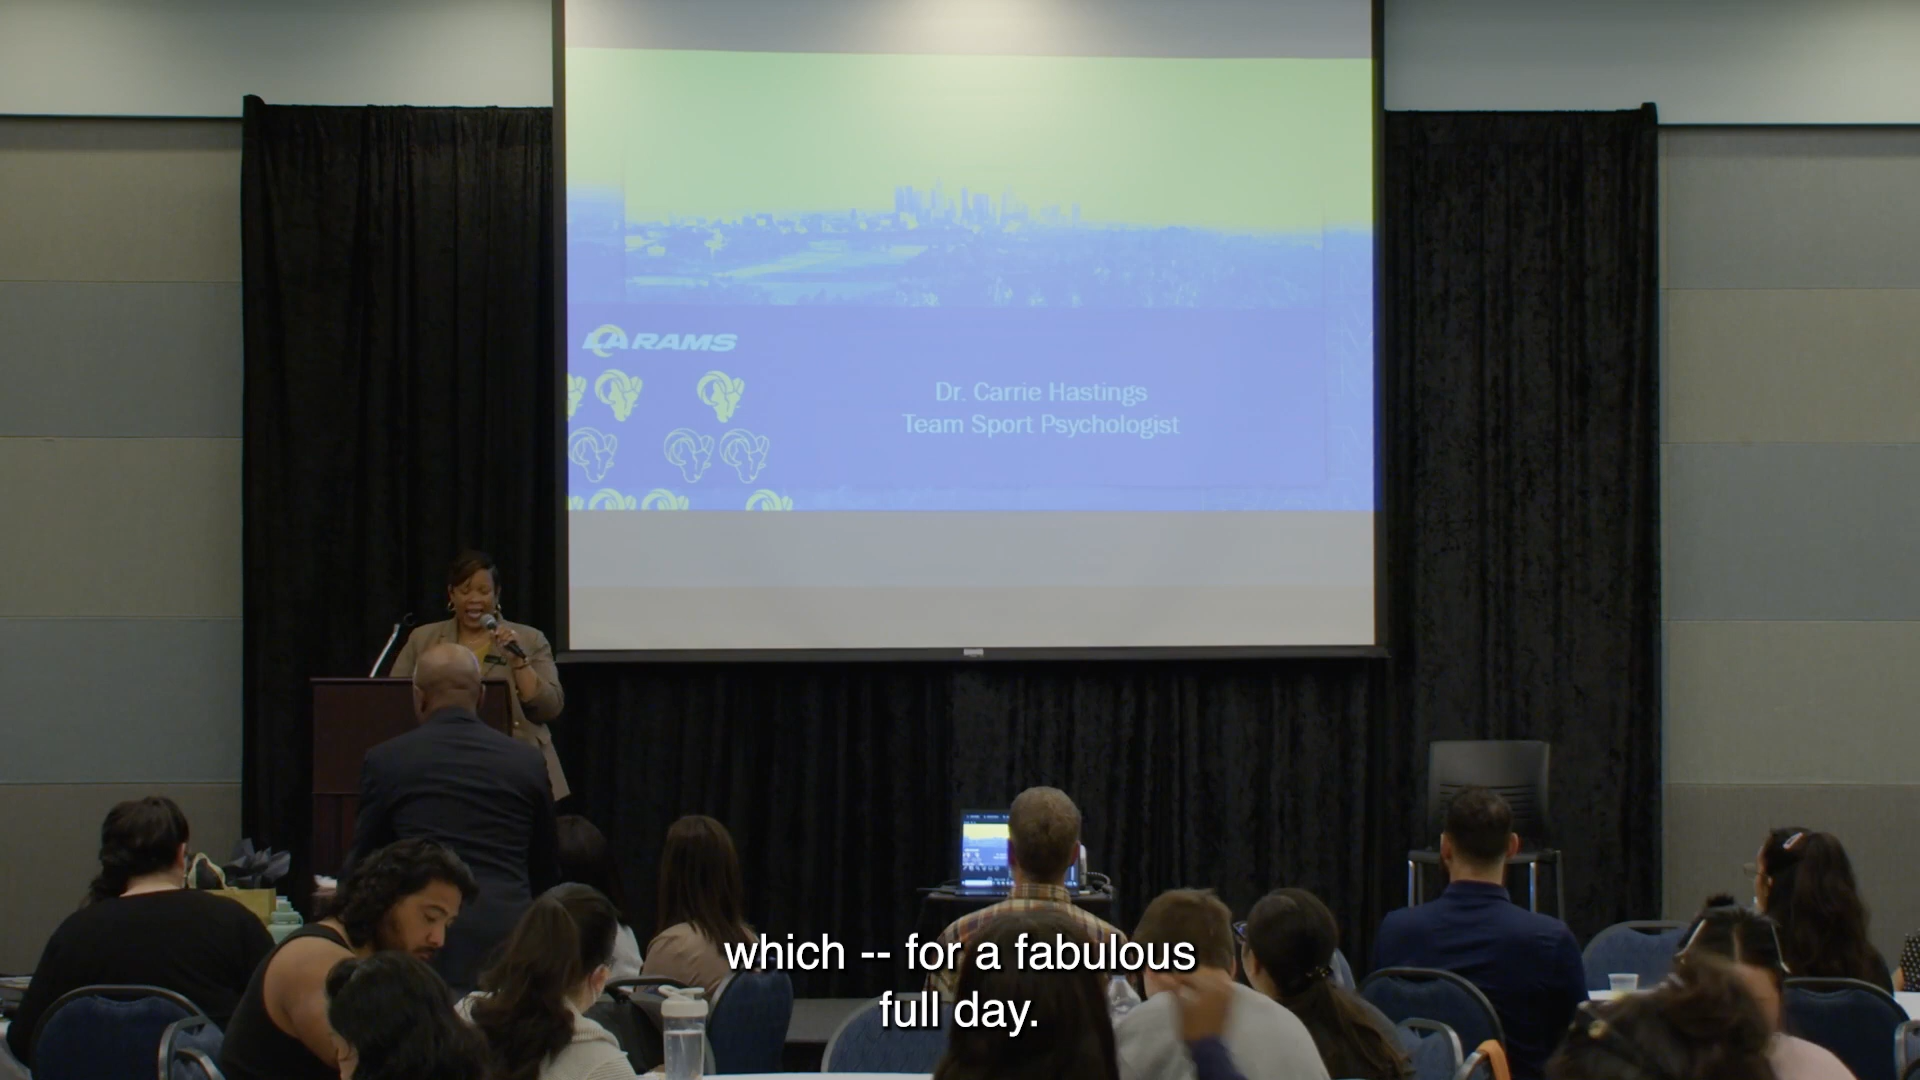 LA RAMS
Dr. Carrie Hastings
Team Sport Psychologist
which -- for a fabulous
full day.